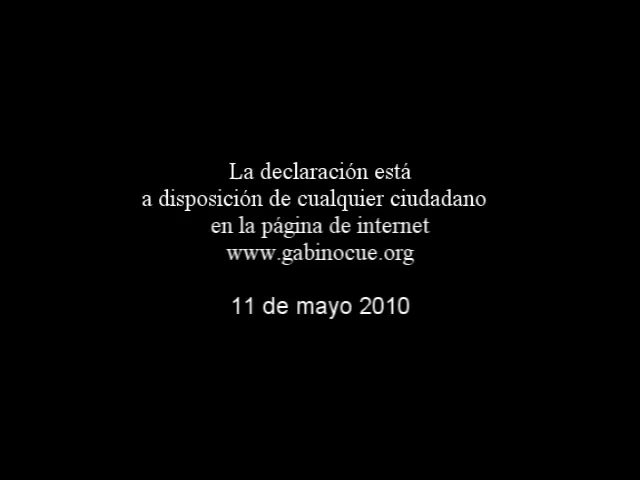 La declaración está
a disposición de cualquier ciudadano
en la página de internet
www.gabinocue.org
11 de mayo 2010